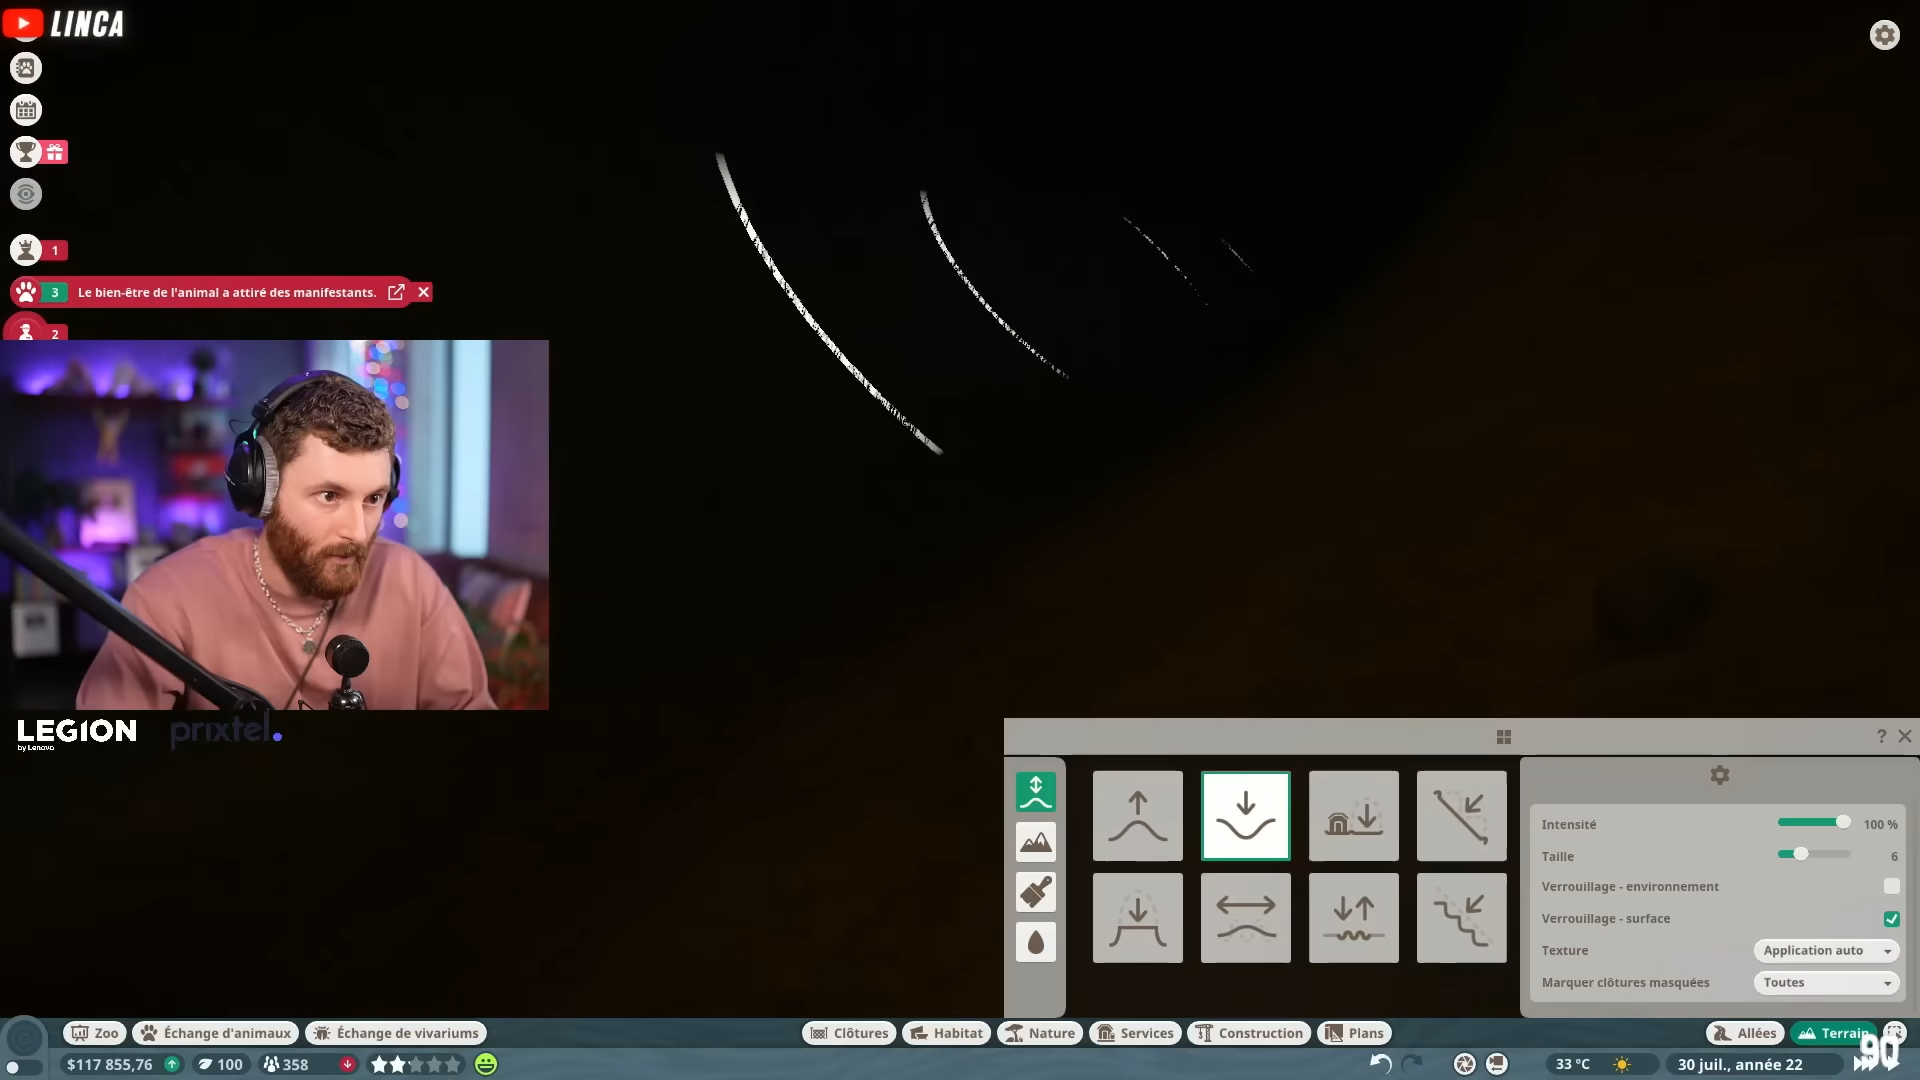 LINCA
1
3 Le bien-être de l'animal a attiré des manifestants.
2
LEGION
by Lenovo
prixtel.
?
Intensité 100 %
Taille 6
Verrouillage - environnement
Verrouillage - surface
Texture Application auto
Marquer clôtures masquées Toutes
Zoo Échange d'animaux Échange de vivariums Clôtures Habitat Nature Services Construction Plans Allées Terrain
$117 855,76 100 358 33 °C 30 juil., année 22
90